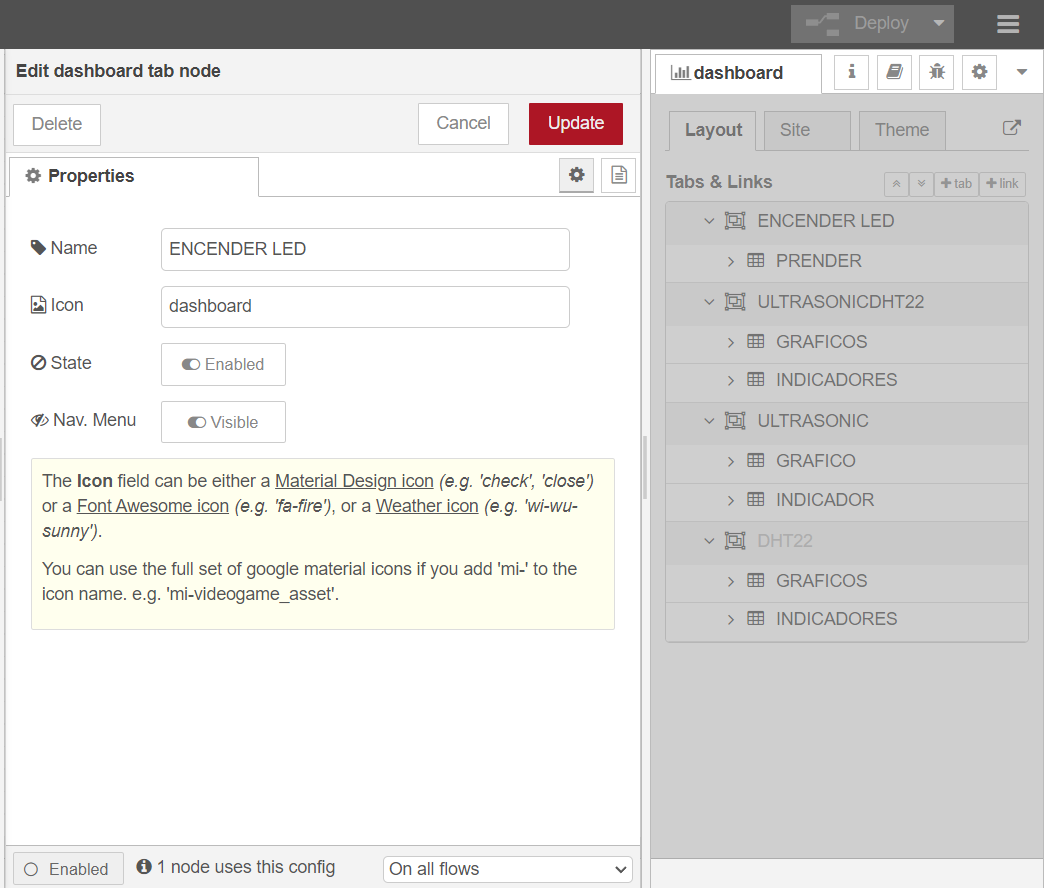 Deploy
Edit dashboard tab node
dashboard
Delete
Cancel
Update
Layout
Site
Theme
Properties
Tabs & Links
tab
link
Name
ENCENDER LED
Icon
dashboard
State
Enabled
Nav. Menu
Visible
The Icon field can be either a Material Design icon (e.g. 'check', 'close')
or a Font Awesome icon (e.g. 'fa-fire'), or a Weather icon (e.g. 'wi-wu-
sunny').
You can use the full set of google material icons if you add 'mi-' to the
icon name. e.g. 'mi-videogame_asset'.
ENCENDER LED
PRENDER
ULTRASONICDHT22
GRAFICOS
INDICADORES
ULTRASONIC
GRAFICO
INDICADOR
DHT22
GRAFICOS
INDICADORES
Enabled
1 node uses this config
On all flows